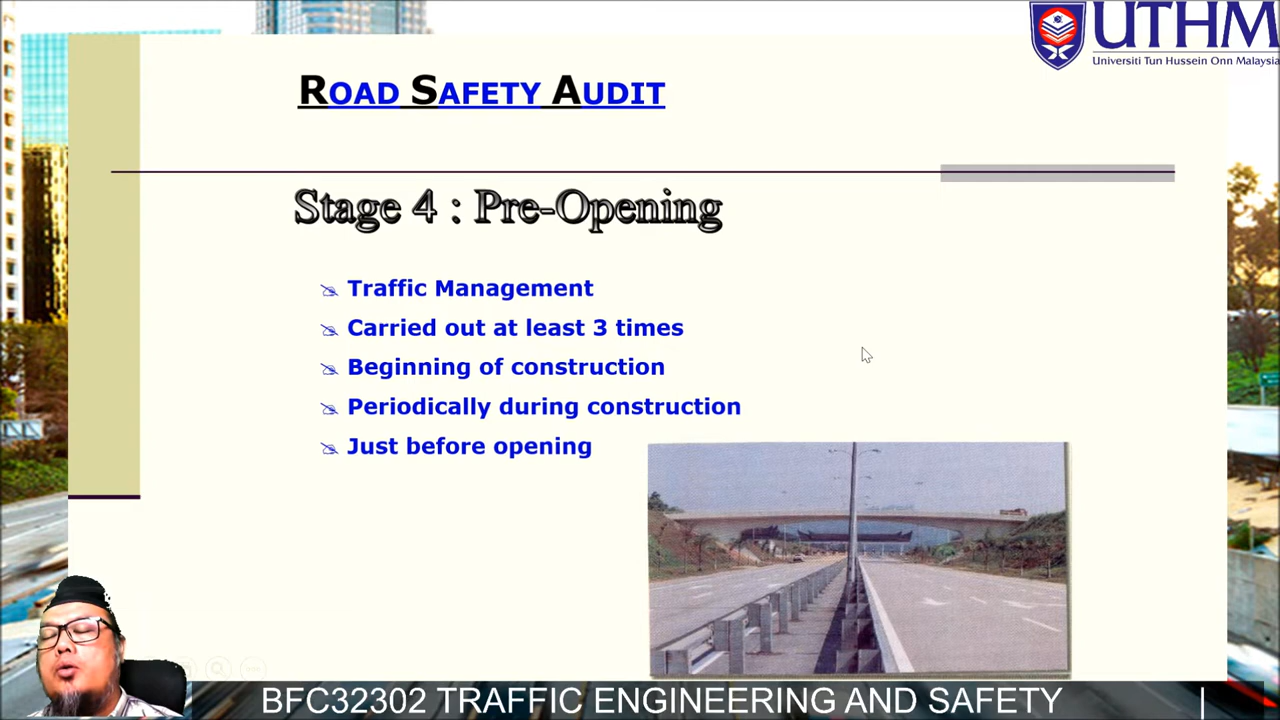 UTHM
Universiti Tun Hussein Onn Malaysia
ROAD SAFETY AUDIT
Stage 4 : Pre-Opening
Traffic Management
Carried out at least 3 times
Beginning of construction
Periodically during construction
Just before opening
BFC32302 TRAFFIC ENGINEERING AND SAFETY